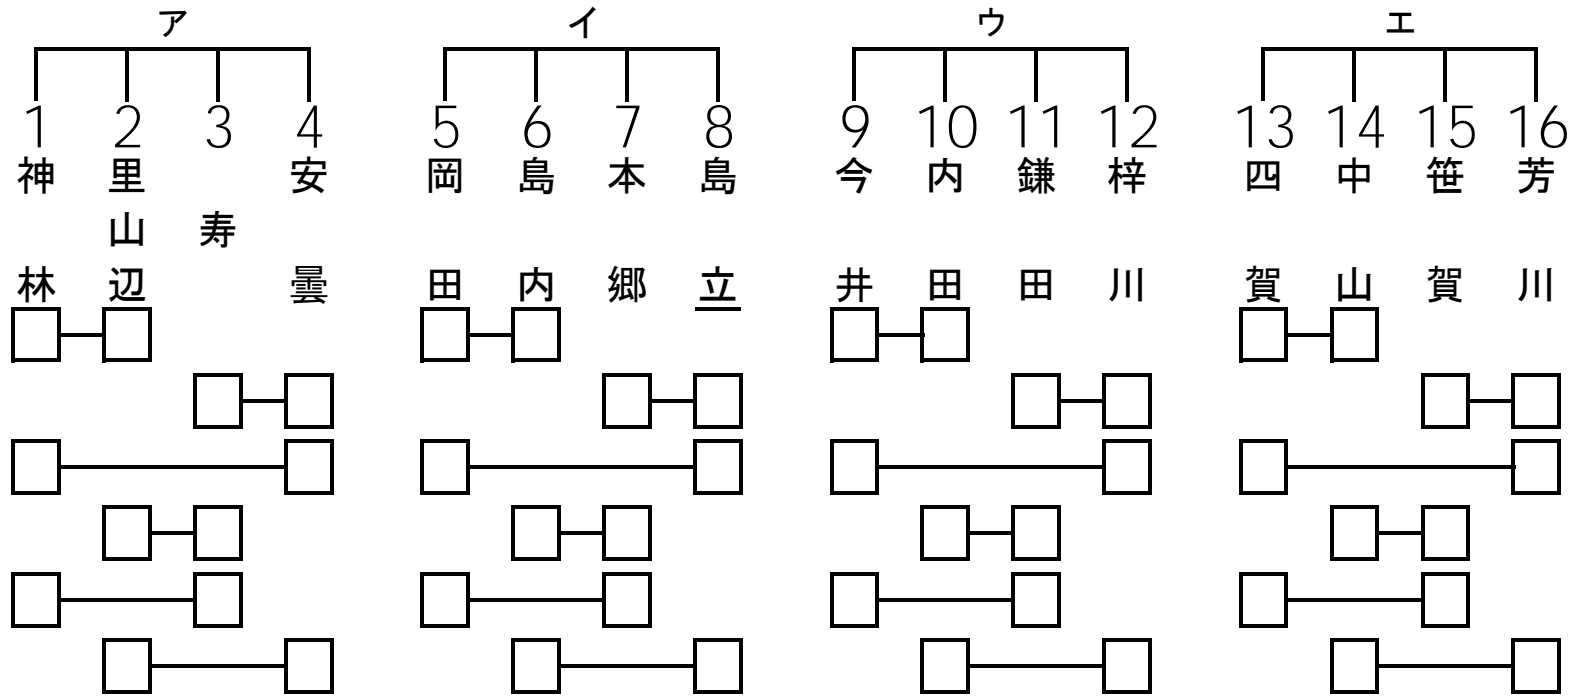 ア イ ウ エ
1 2 3 4 5 6 7 8 9 10 11 12 13 14 15 16
神林
里山辺
寿
安曇
岡田
島内
本郷
島立
今井
内田
鎌田
梓川
四賀
中山
笹賀
芳川